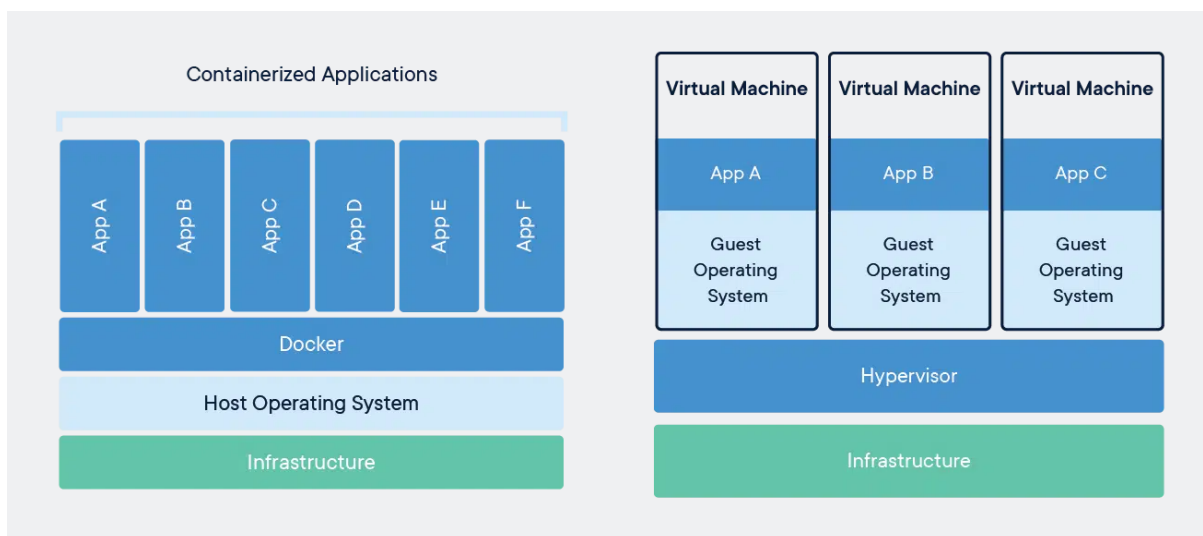 Containerized Applications
App A
App B
App C
App D
App E
App F
Docker
Host Operating System
Infrastructure
Virtual Machine
App A
Guest
Operating
System
Virtual Machine
App B
Guest
Operating
System
Virtual Machine
App C
Guest
Operating
System
Hypervisor
Infrastructure